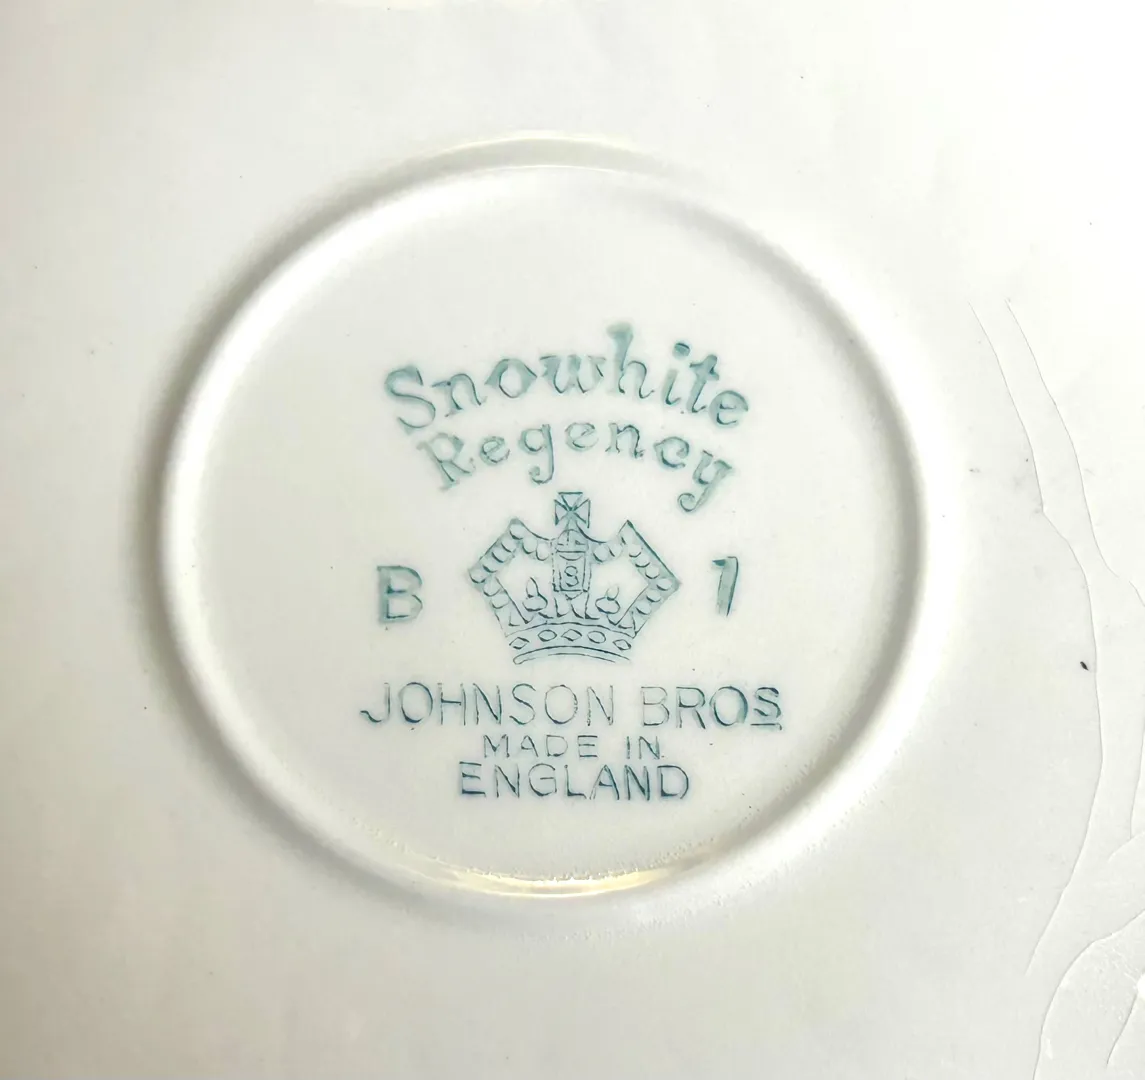 Snowhite
Regency
S
B 1
JOHNSON BROS
MADE IN
ENGLAND